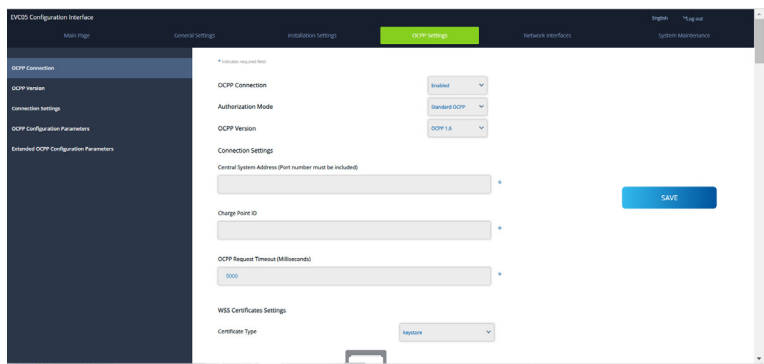 EVC05 Configuration Interface
English
Log out
Main Page
General Settings
Installation Settings
OCPP Settings
Network Interfaces
System Maintenance
OCPP Connection
OCPP Version
Connection Settings
OCPP Configuration Parameters
Extended OCPP Configuration Parameters
* Indicates required field.
OCPP Connection
Enabled
Authorization Mode
Standard OCPP
OCPP Version
OCPP 1.6
Connection Settings
Central System Address (Port number must be included)
*
SAVE
Charge Point ID
*
OCPP Request Timeout (Milliseconds)
5000
*
WSS Certificates Settings
Certificate Type
keystore